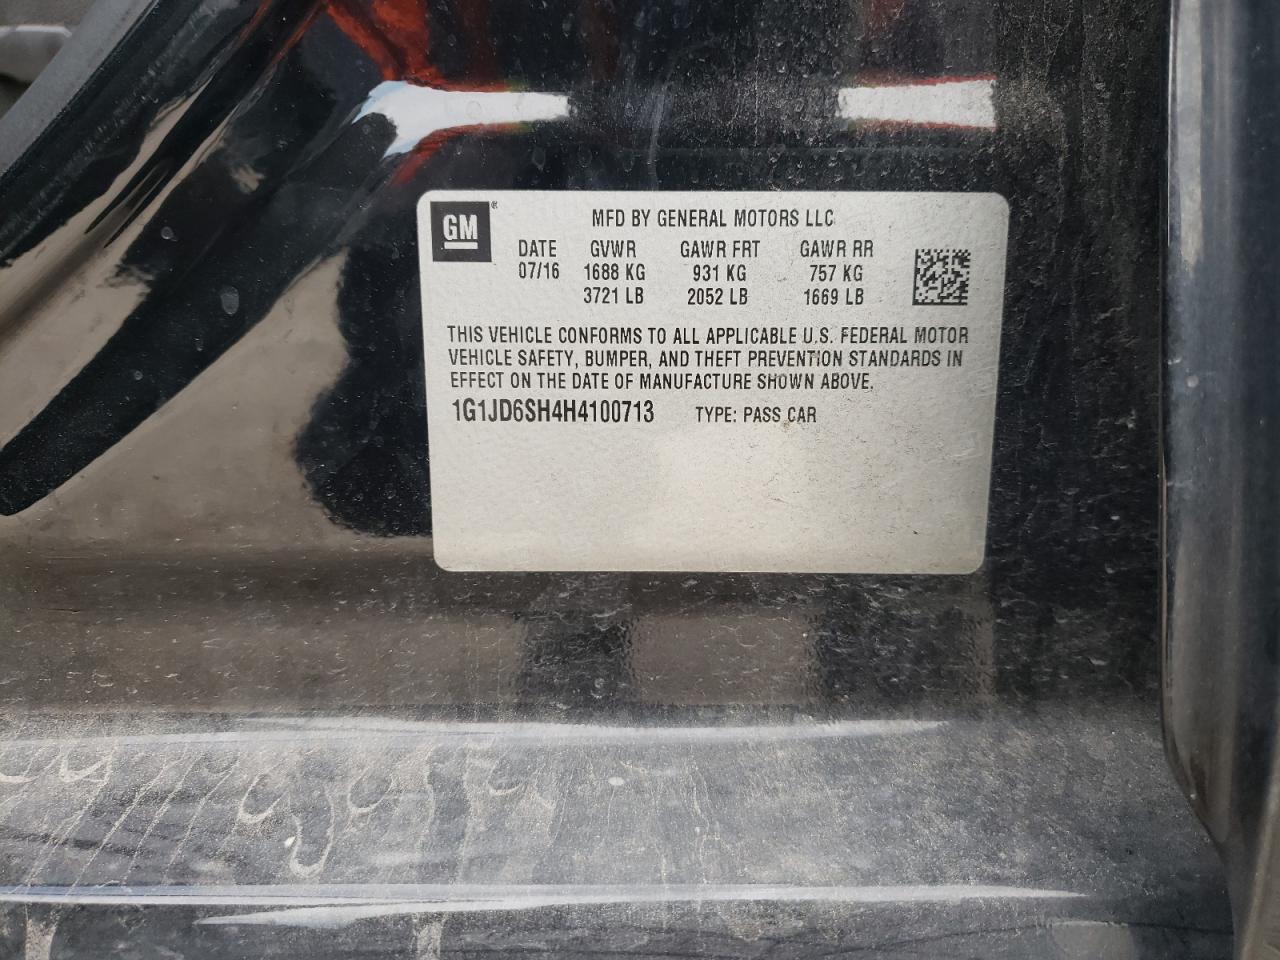 GM®
MFD BY GENERAL MOTORS LLC
DATE GVWR GAWR FRT GAWR RR
07/16 1688 KG 931 KG 757 KG
3721 LB 2052 LB 1669 LB
THIS VEHICLE CONFORMS TO ALL APPLICABLE U.S. FEDERAL MOTOR
VEHICLE SAFETY, BUMPER, AND THEFT PREVENTION STANDARDS IN
EFFECT ON THE DATE OF MANUFACTURE SHOWN ABOVE.
1G1JD6SH4H4100713 TYPE: PASS CAR